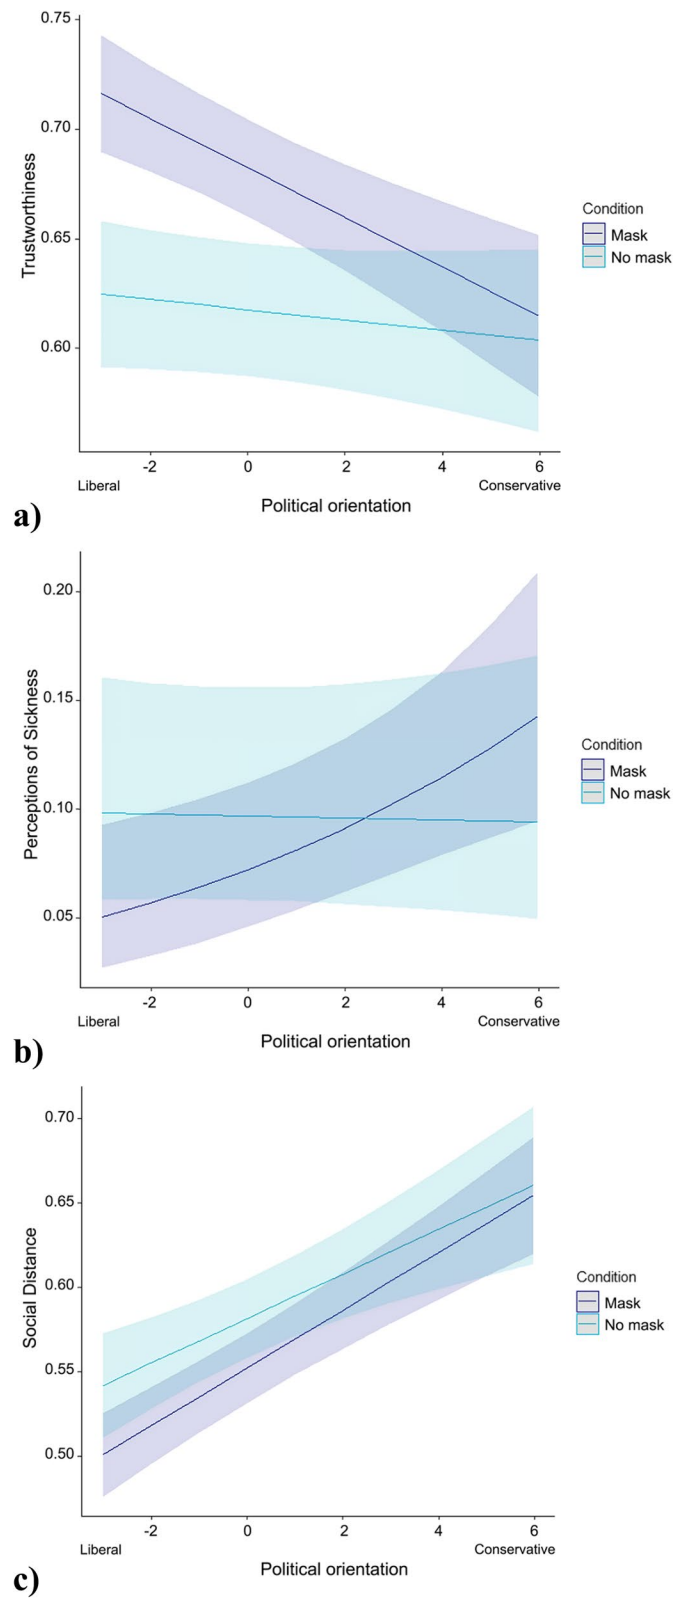 0.75
0.70
0.65
0.60
Trustworthiness
Condition
Mask
No mask
-2 0 2 4 6
Liberal Conservative
Political orientation
a)
0.20
0.15
0.10
0.05
Perceptions of Sickness
Condition
Mask
No mask
-2 0 2 4 6
Liberal Conservative
Political orientation
b)
0.70
0.65
0.60
0.55
0.50
Social Distance
Condition
Mask
No mask
-2 0 2 4 6
Liberal Conservative
Political orientation
c)